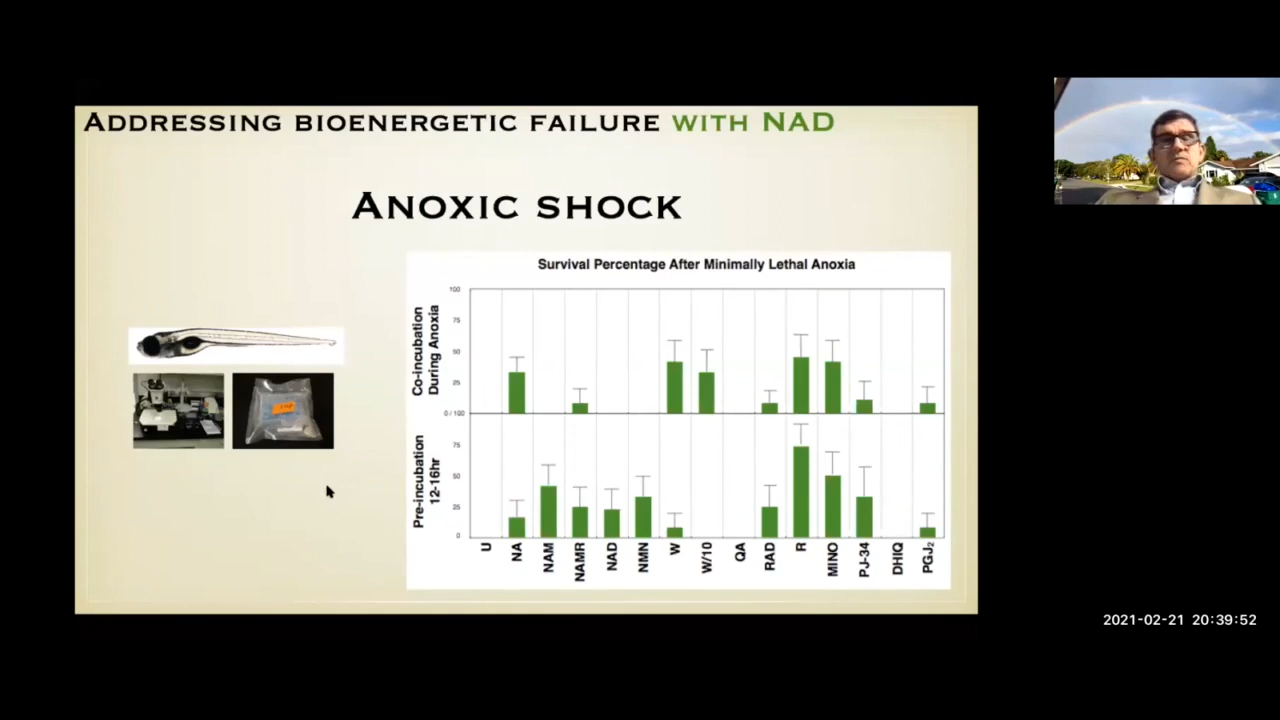 ADDRESSING BIOENERGETIC FAILURE WITH NAD
ANOXIC SHOCK
Survival Percentage After Minimally Lethal Anoxia
Co-incubation
During Anoxia
100
75
50
25
0 / 100
Pre-incubation
12-16hr
75
50
25
0
U
NA
NAM
NAMR
NAD
NMN
W
W/10
QA
RAD
R
MINO
PJ-34
DHIQ
PGJ2
2021-02-21 20:39:52